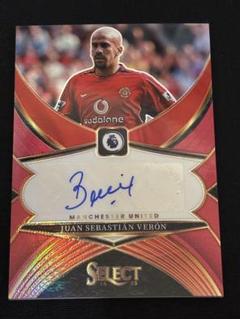 vodafone
MANCHESTER UNITED
JUAN SEBASTIÁN VERÓN
SELECT